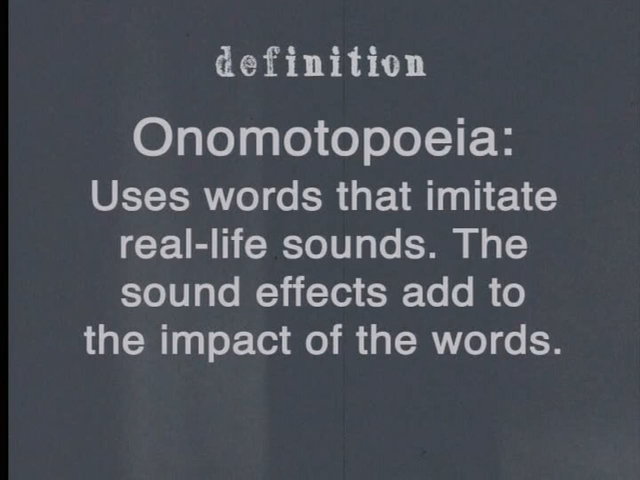 definition
Onomotopoeia:
Uses words that imitate
real-life sounds. The
sound effects add to
the impact of the words.